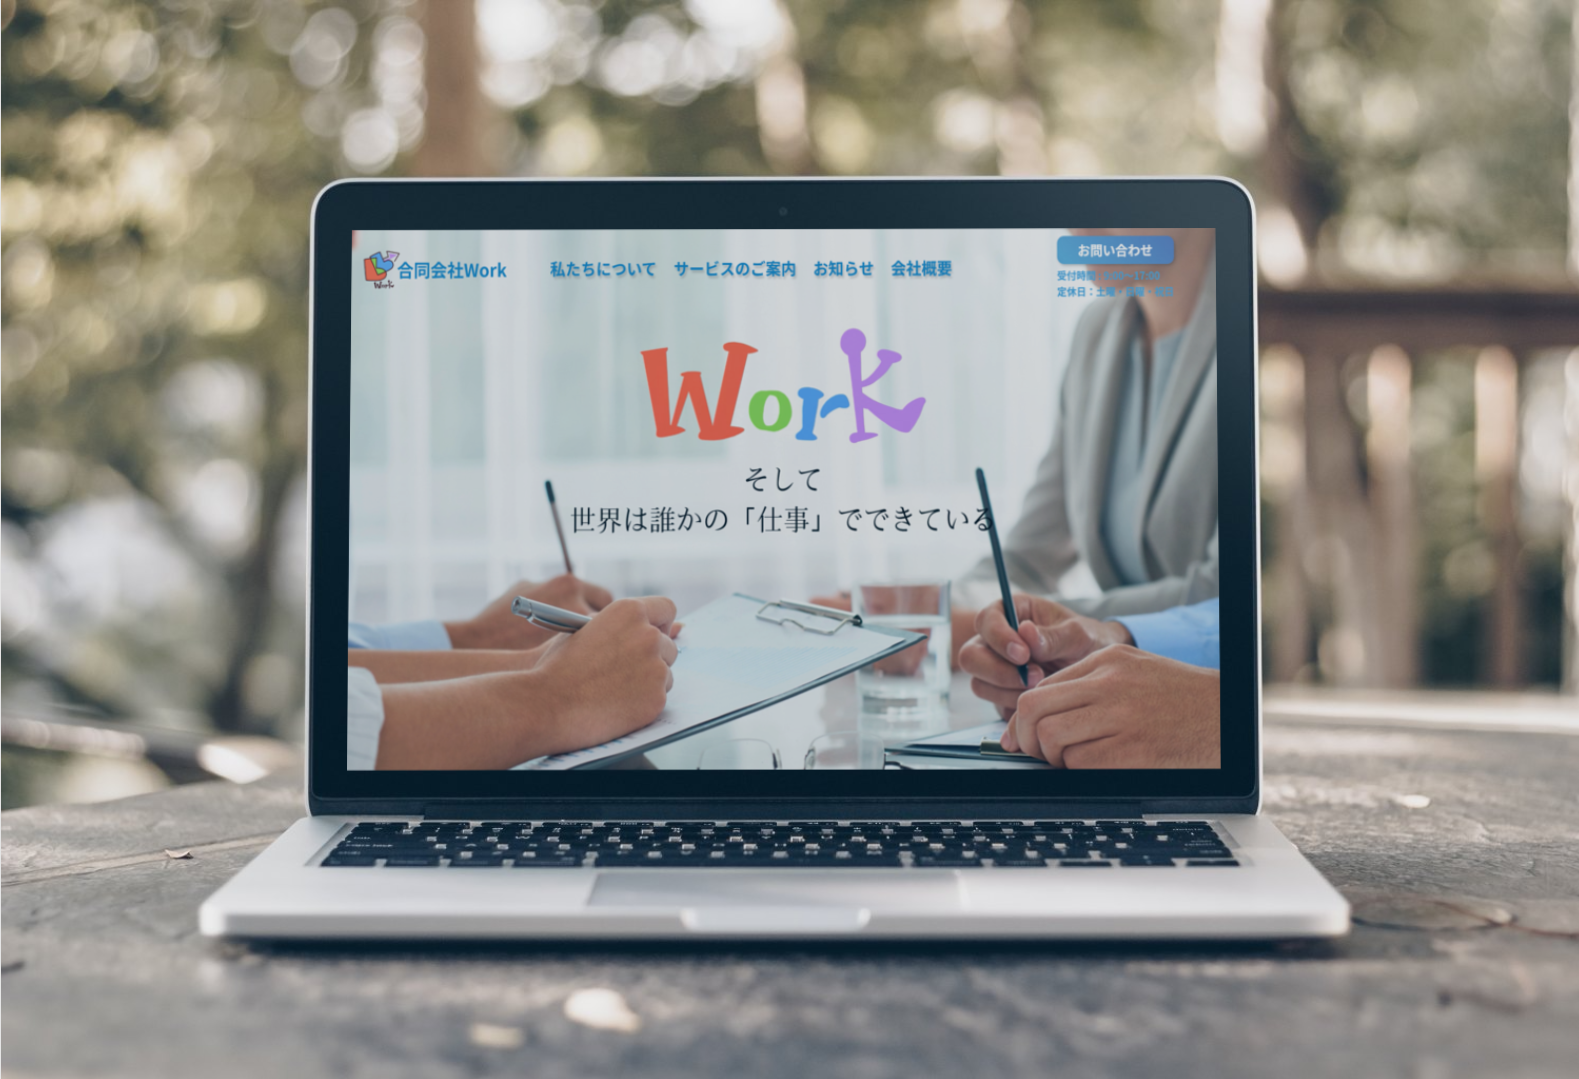 合同会社Work
私たちについて サービスのご案内 お知らせ 会社概要
お問い合わせ
受付時間
定休日：土曜・
Work
そして
世界は誰かの「仕事」でできている